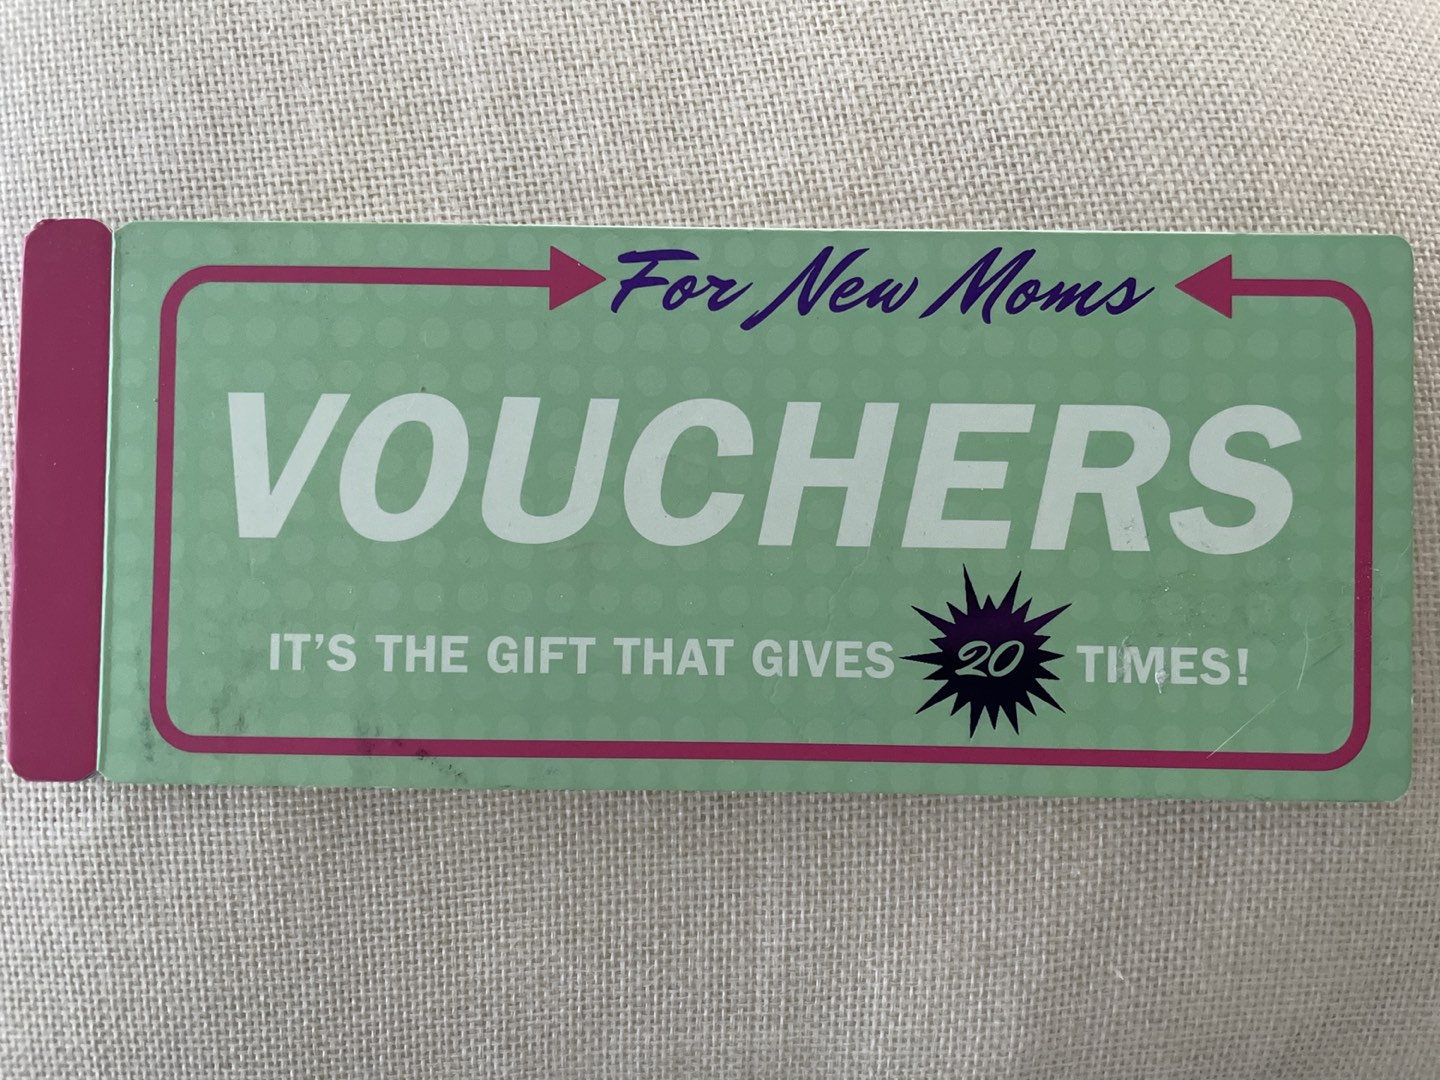 For New Moms
VOUCHERS
IT'S THE GIFT THAT GIVES 20 TIMES!